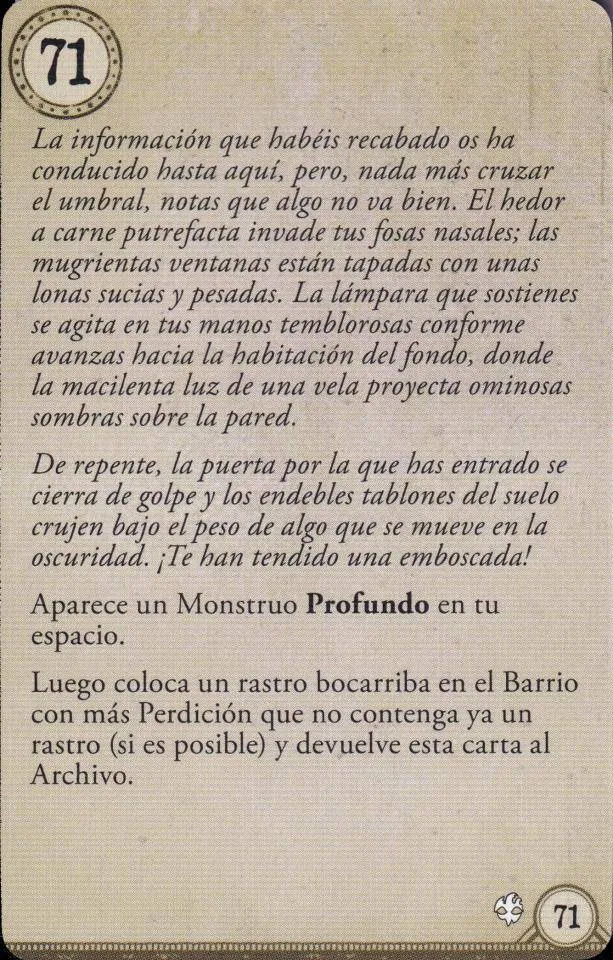 71
La información que habéis recabado os ha
conducido hasta aquí, pero, nada más cruzar
el umbral, notas que algo no va bien. El hedor
a carne putrefacta invade tus fosas nasales; las
mugrientas ventanas están tapadas con unas
lonas sucias y pesadas. La lámpara que sostienes
se agita en tus manos temblorosas conforme
avanzas hacia la habitación del fondo, donde
la macilenta luz de una vela proyecta ominosas
sombras sobre la pared.
De repente, la puerta por la que has entrado se
cierra de golpe y los endebles tablones del suelo
crujen bajo el peso de algo que se mueve en la
oscuridad. ¡Te han tendido una emboscada!
Aparece un Monstruo Profundo en tu
espacio.
Luego coloca un rastro bocarriba en el Barrio
con más Perdición que no contenga ya un
rastro (si es posible) y devuelve esta carta al
Archivo.
71